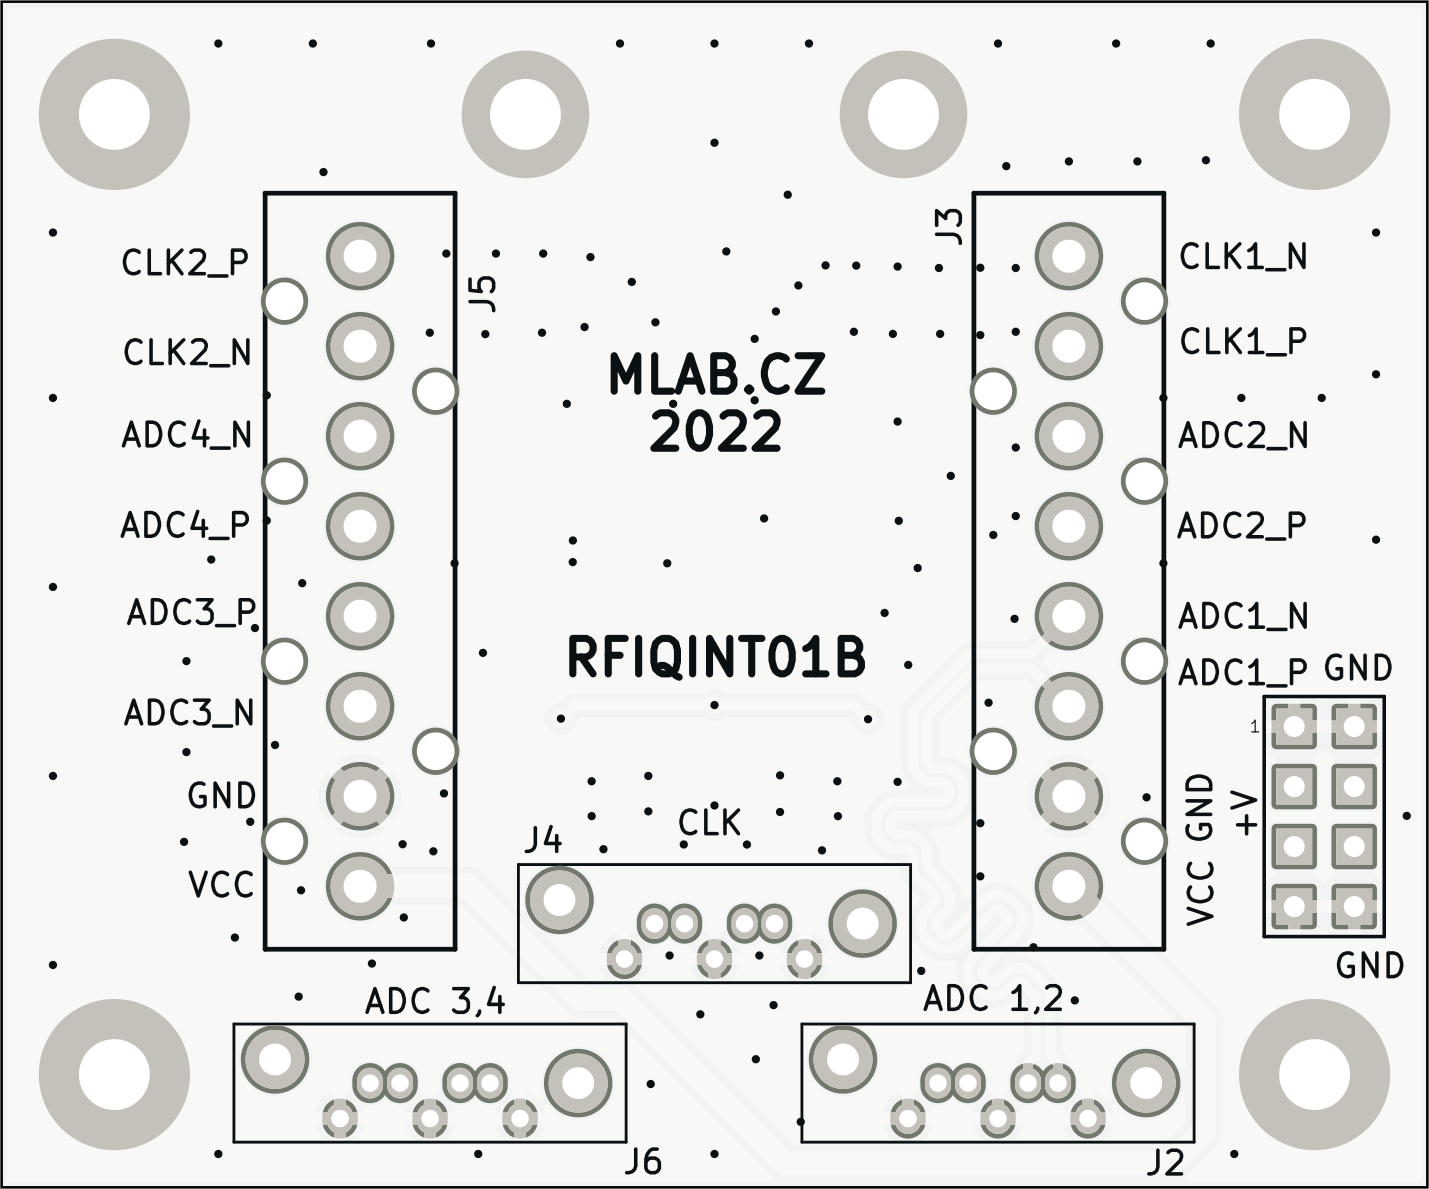 CLK2_P
CLK2_N
ADC4_N
ADC4_P
ADC3_P
ADC3_N
GND
VCC
J5
MLAB.CZ
2022
RFIQINT01B
J3
CLK1_N
CLK1_P
ADC2_N
ADC2_P
ADC1_N
ADC1_P
GND
1
+V
VCC GND
GND
J4
CLK
ADC 3,4
J6
ADC 1,2
J2